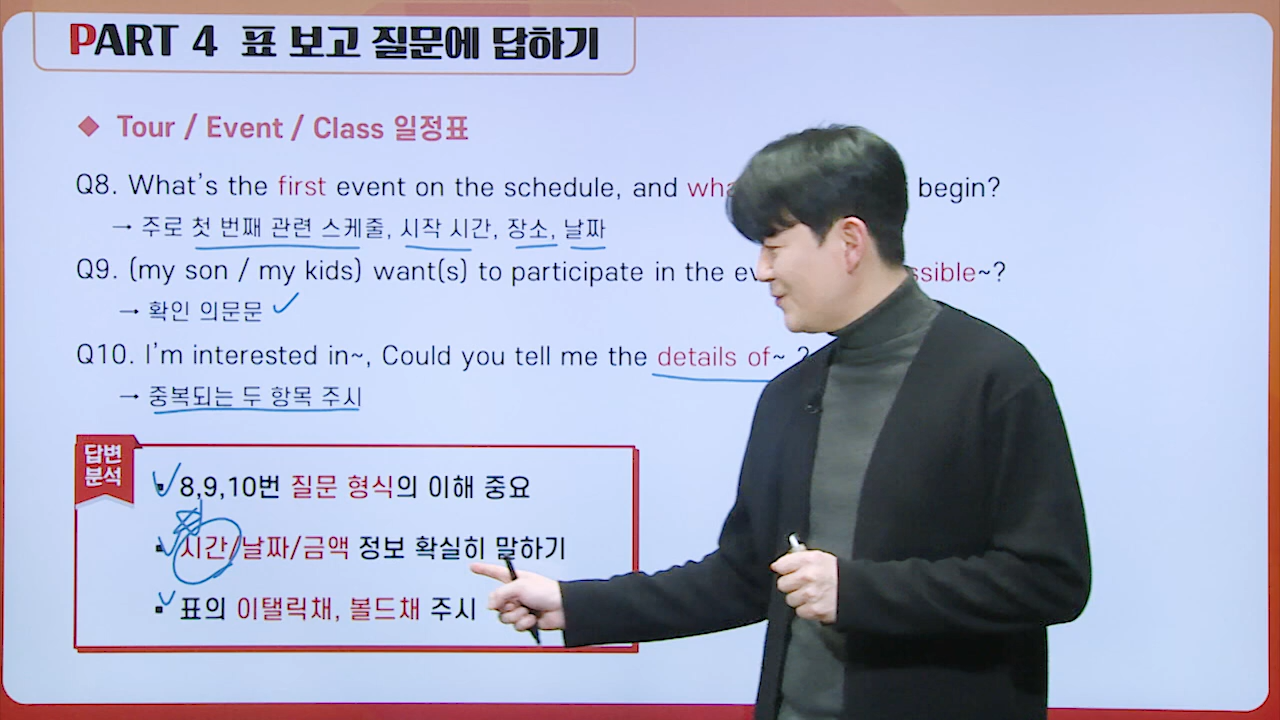 PART 4 표 보고 질문에 답하기
◆ Tour / Event / Class 일정표
Q8. What's the first event on the schedule, and begin?
→ 주로 첫 번째 관련 스케줄, 시작 시간, 장소, 날짜
Q9. (my son / my kids) want(s) to participate in the ~?
→ 확인 의문문
Q10. I'm interested in~, Could you tell me the details of~ ?
→ 중복되는 두 항목 주시
답변
분석
▪ 8,9,10번 질문 형식의 이해 중요
▪ 시간/날짜/금액 정보 확실히 말하기
▪ 표의 이탤릭채, 볼드채 주시